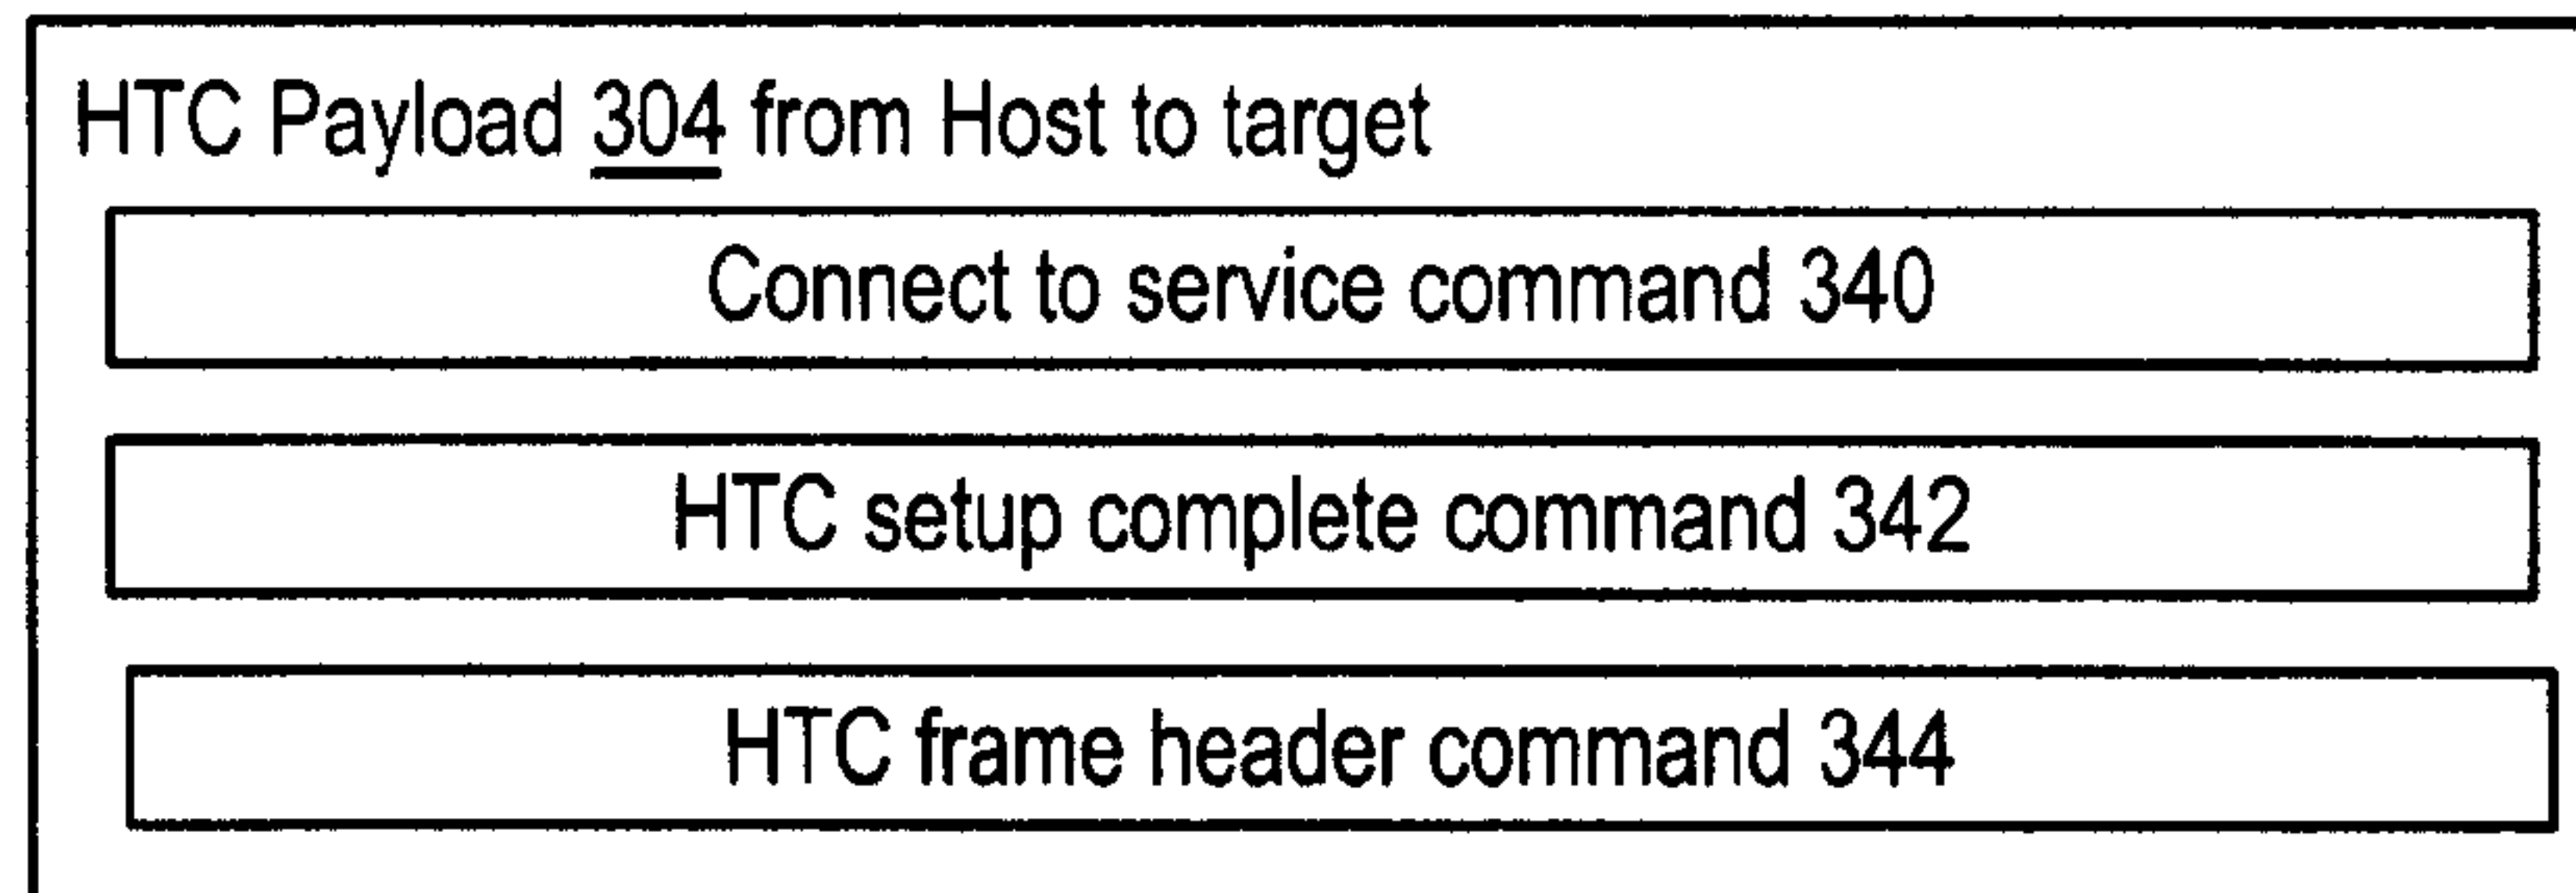 HTC Payload 304 from Host to target
Connect to service command 340
HTC setup complete command 342
HTC frame header command 344